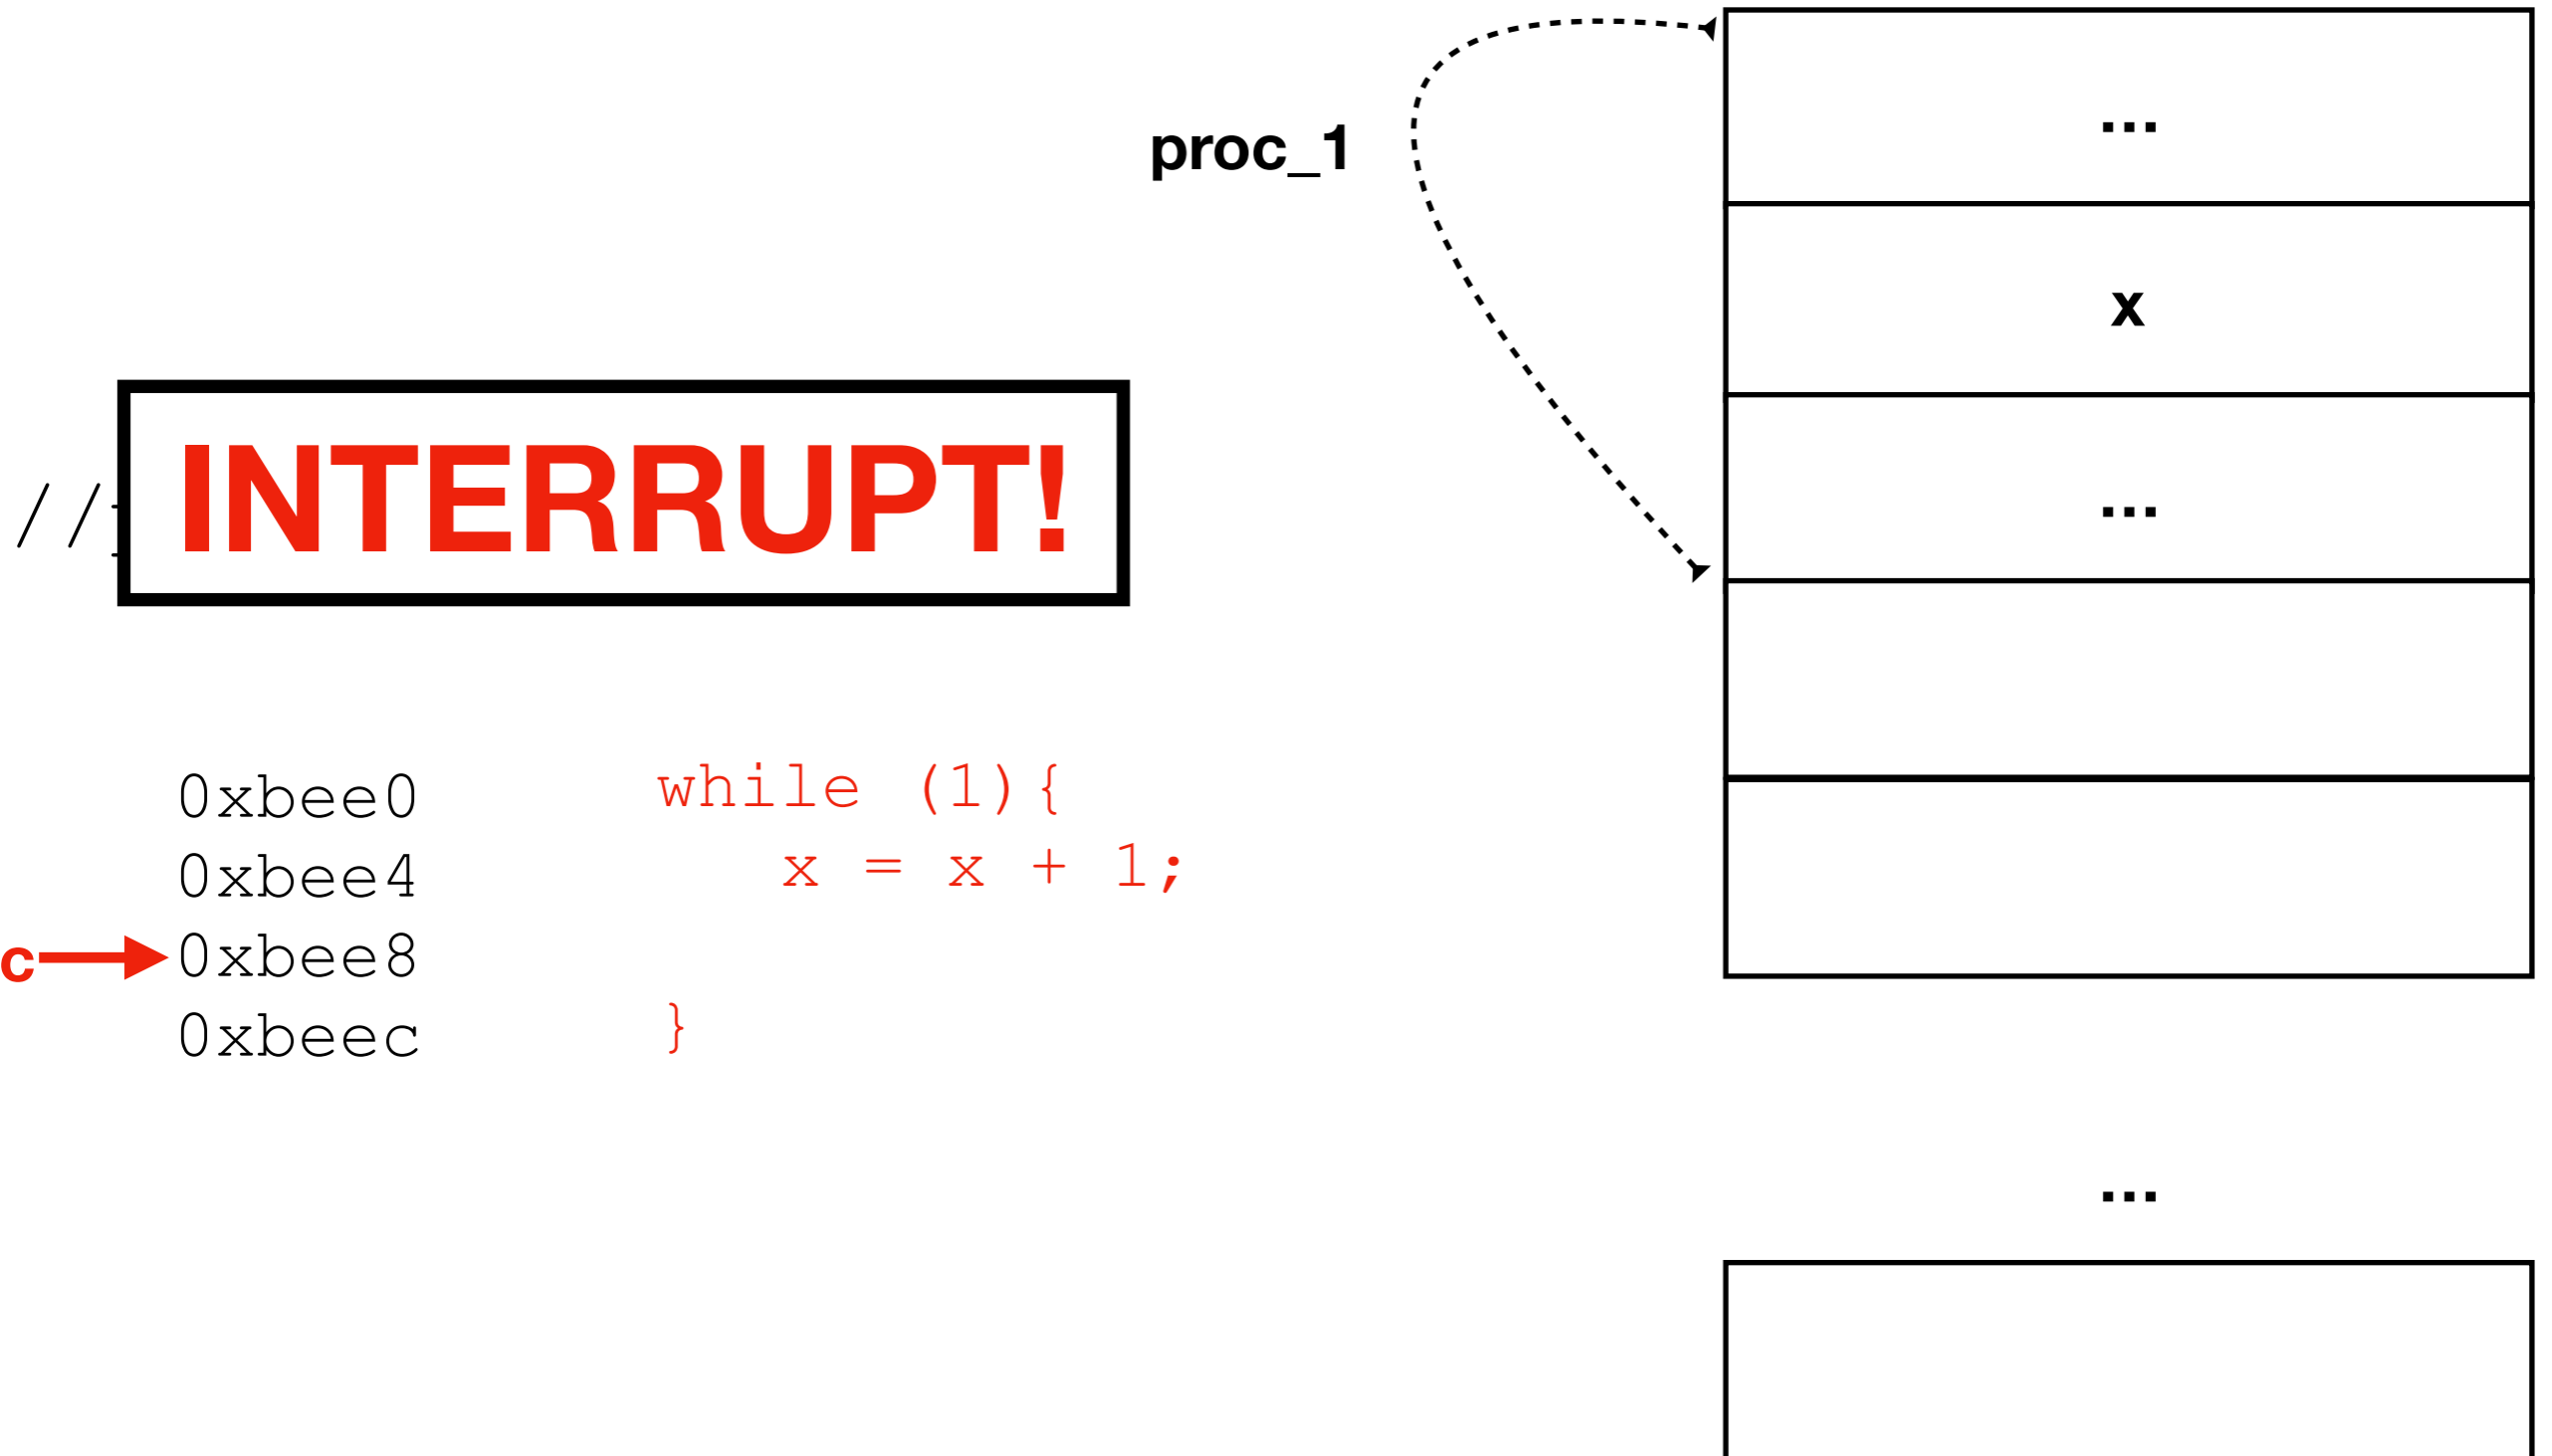 proc_1
...
x
...
//
INTERRUPT!
0xbee0 while (1){
0xbee4 x = x + 1;
c 0xbee8
0xbeec }
...